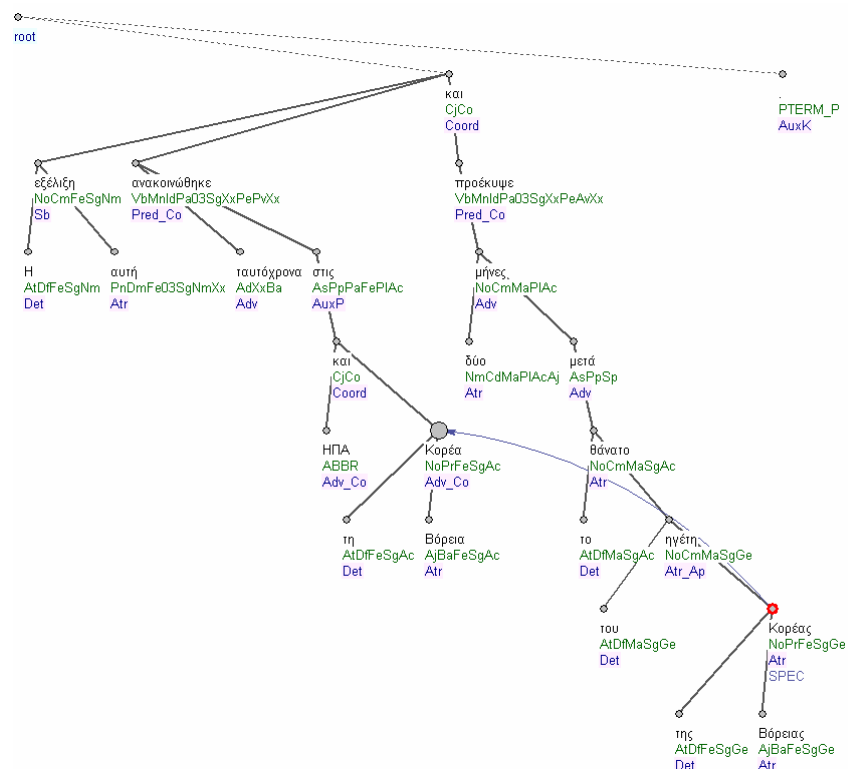 root
και
CjCo
Coord
.
PTERM_P
AuxK
εξέλιξη
NoCmFeSgNm
Sb
ανακοινώθηκε
VbMnIdPa03SgXxPePvXx
Pred_Co
προέκυψε
VbMnIdPa03SgXxPeAvXx
Pred_Co
Η
AtDfFeSgNm
Det
αυτή
PnDmFe03SgNmXx
Atr
ταυτόχρονα
AdXxBa
Adv
στις
AsPpPaFePlAc
AuxP
μήνες
NoCmMaPlAc
Adv
και
CjCo
Coord
δύο
NmCdMaPlAcAj
Atr
μετά
AsPpSp
Adv
ΗΠΑ
ABBR
Adv_Co
Κορέα
NoPrFeSgAc
Adv_Co
θάνατο
NoCmMaSgAc
Atr
τη
AtDfFeSgAc
Det
Βόρεια
AjBaFeSgAc
Atr
το
AtDfMaSgAc
Det
ηγέτη
NoCmMaSgGe
Atr_Ap
του
AtDfMaSgGe
Det
Κορέας
NoPrFeSgGe
Atr
SPEC
της
AtDfFeSgGe
Det
Βόρειας
AjBaFeSgGe
Atr